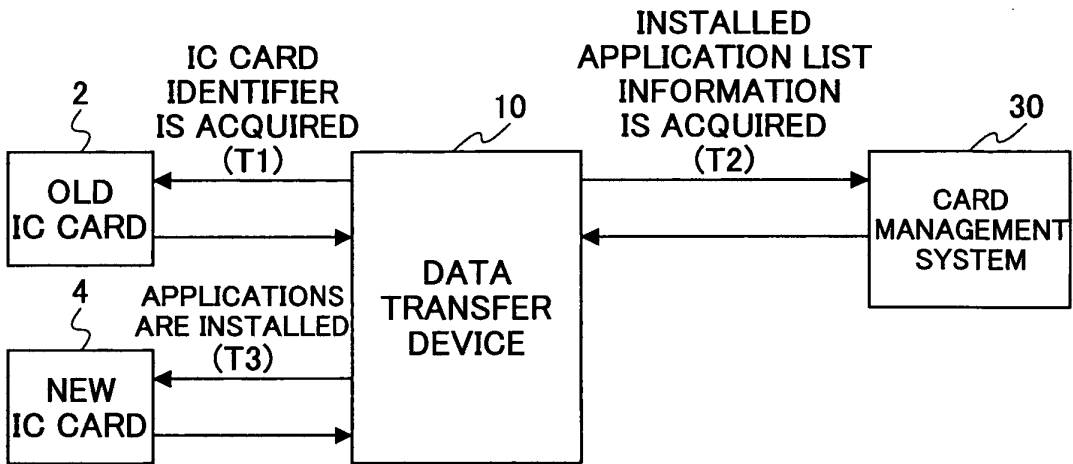 IC CARD
IDENTIFIER
IS ACQUIRED
(T1)
INSTALLED
APPLICATION LIST
INFORMATION
IS ACQUIRED
(T2)
2
10
30
OLD
IC CARD
CARD
MANAGEMENT
SYSTEM
DATA
TRANSFER
DEVICE
4
APPLICATIONS
ARE INSTALLED
(T3)
NEW
IC CARD